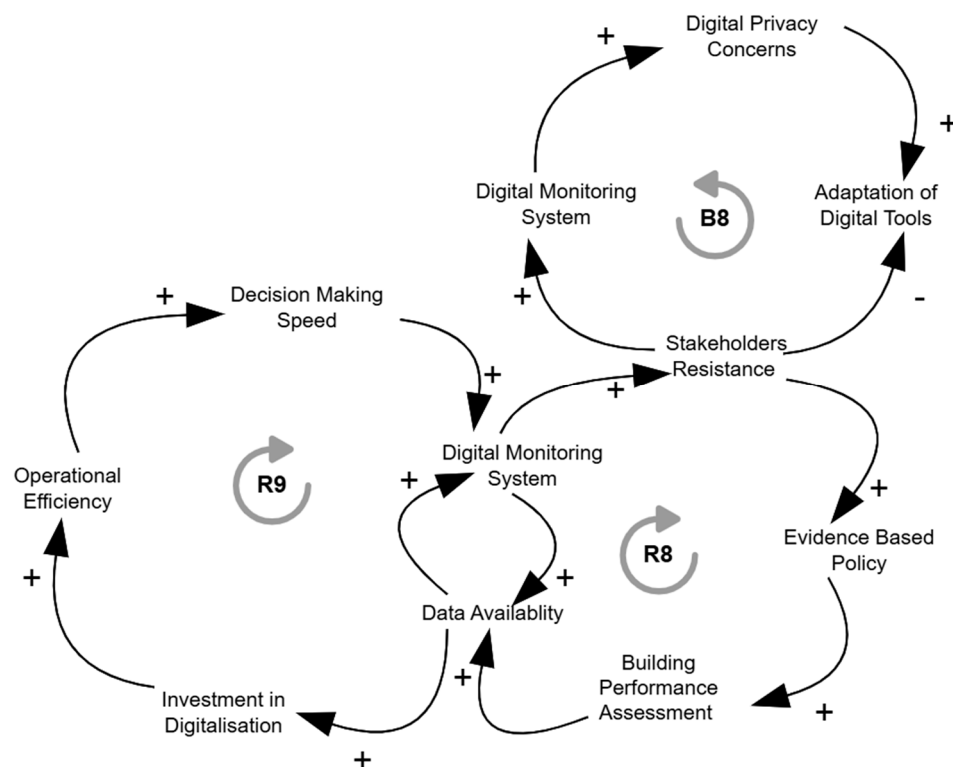 Digital Privacy
Concerns
+
+
Digital Monitoring
System
B8
Adaptation of
Digital Tools
+
-
Decision Making
Speed
+
Stakeholders
Resistance
+
+
Digital Monitoring
System
Operational
Efficiency
R9
+
+
Evidence Based
Policy
R8
+
+
Data Availablity
Building
Performance
Assessment
+
Investment in
Digitalisation
+
+